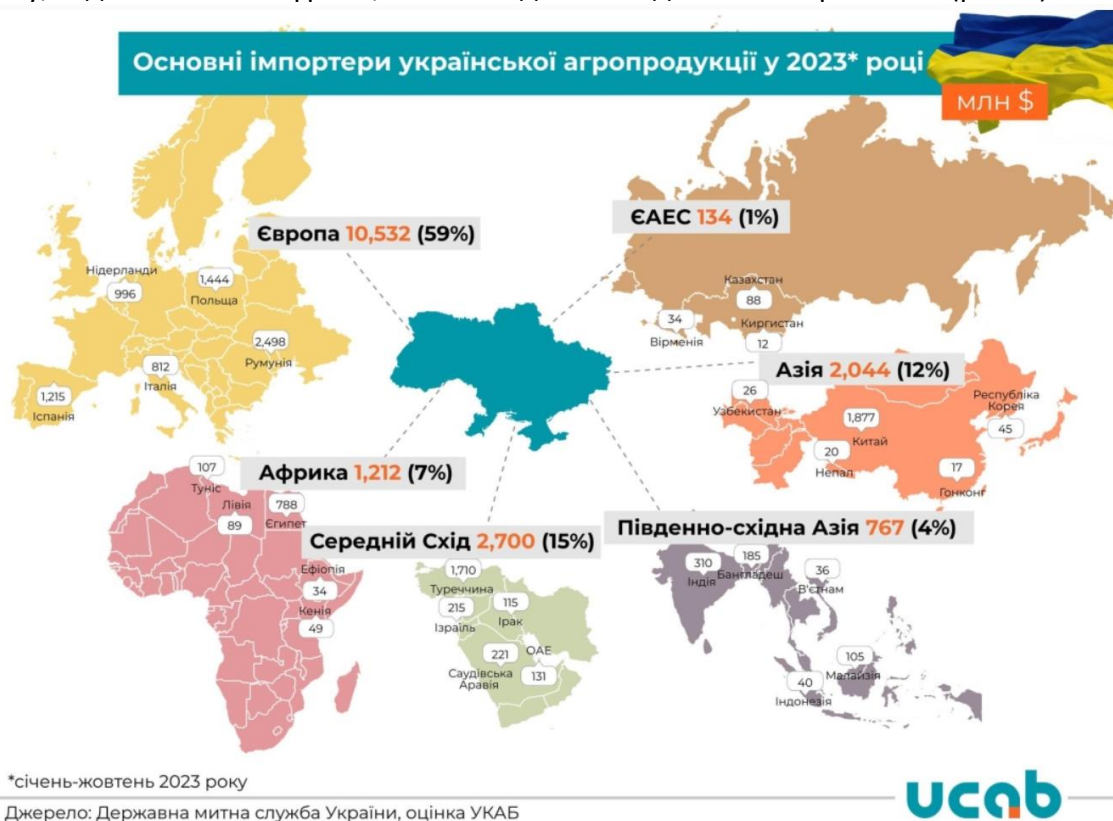 Основні імпортери української агропродукції у 2023* році
млн $
Європа 10,532 (59%)
ЄАЕС 134 (1%)
Нідерланди
996
1,444
Польща
2,498
Румунія
812
Італія
1,215
Іспанія
Казахстан
88
34
Вірменія
Киргистан
12
Азія 2,044 (12%)
26
Узбекистан
1,877
Китай
Республіка
Корея
45
20
Непал
17
Гонконг
Африка 1,212 (7%)
107
Туніс
Лівія
89
788
Єгипет
Ефіопія
34
Кенія
49
Середній Схід 2,700 (15%)
1,710
Туреччина
215
Ізраїль
115
Ірак
221
Саудівська
Аравія
ОАЕ
131
Південно-східна Азія 767 (4%)
310
Індія
185
Бангладеш
36
В'єтнам
105
Малайзія
40
Індонезія
*січень-жовтень 2023 року
Джерело: Державна митна служба України, оцінка УКАБ
ucab